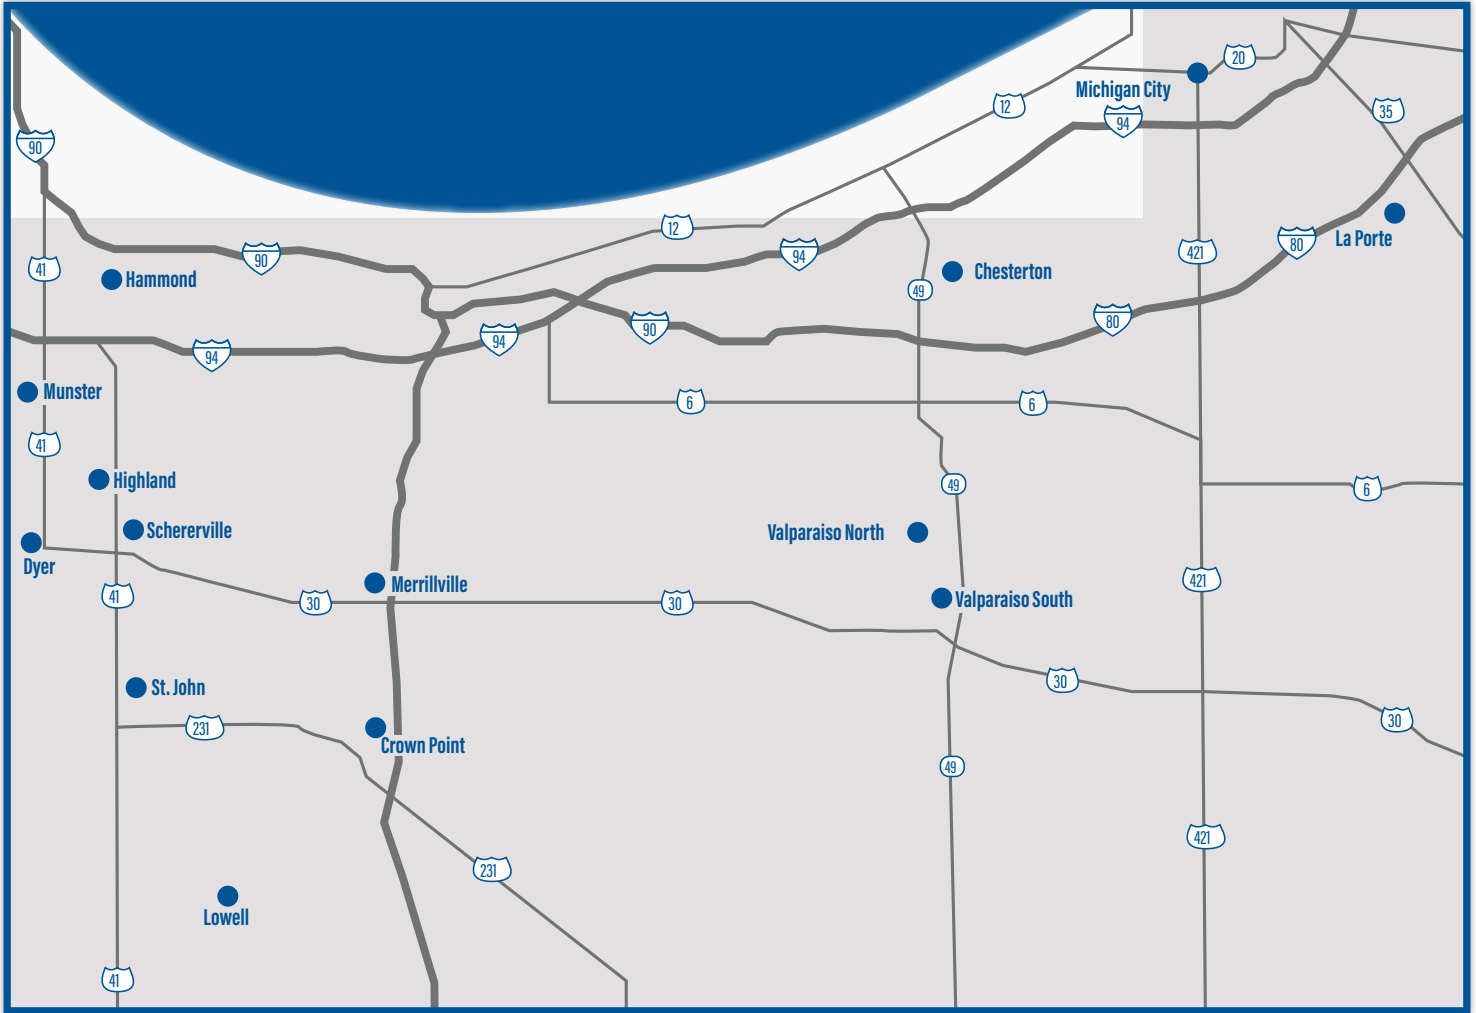 20
Michigan City
12
35
94
90
La Porte
12
421
80
94
90
41
Hammond
Chesterton
49
80
90
94
94
Munster
6
6
41
Highland
49
6
Schererville
Valparaiso North
Dyer
421
Merrillville
41
30
30
Valparaiso South
St. John
30
231
30
Crown Point
49
421
231
Lowell
41